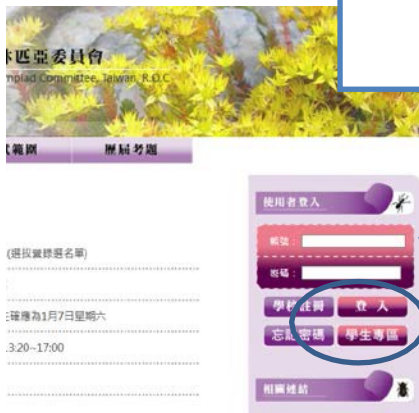 林匹亞委員會
mpiad Committee, Taiwan, R.O.C
試範圍
歷屆考題
使用者登入
帳號：
密碼：
學校註冊
登 入
忘記密碼
學生專區
(選拔營錄選名單)
正確應為1月7日星期六
3:20~17:00
相關連結